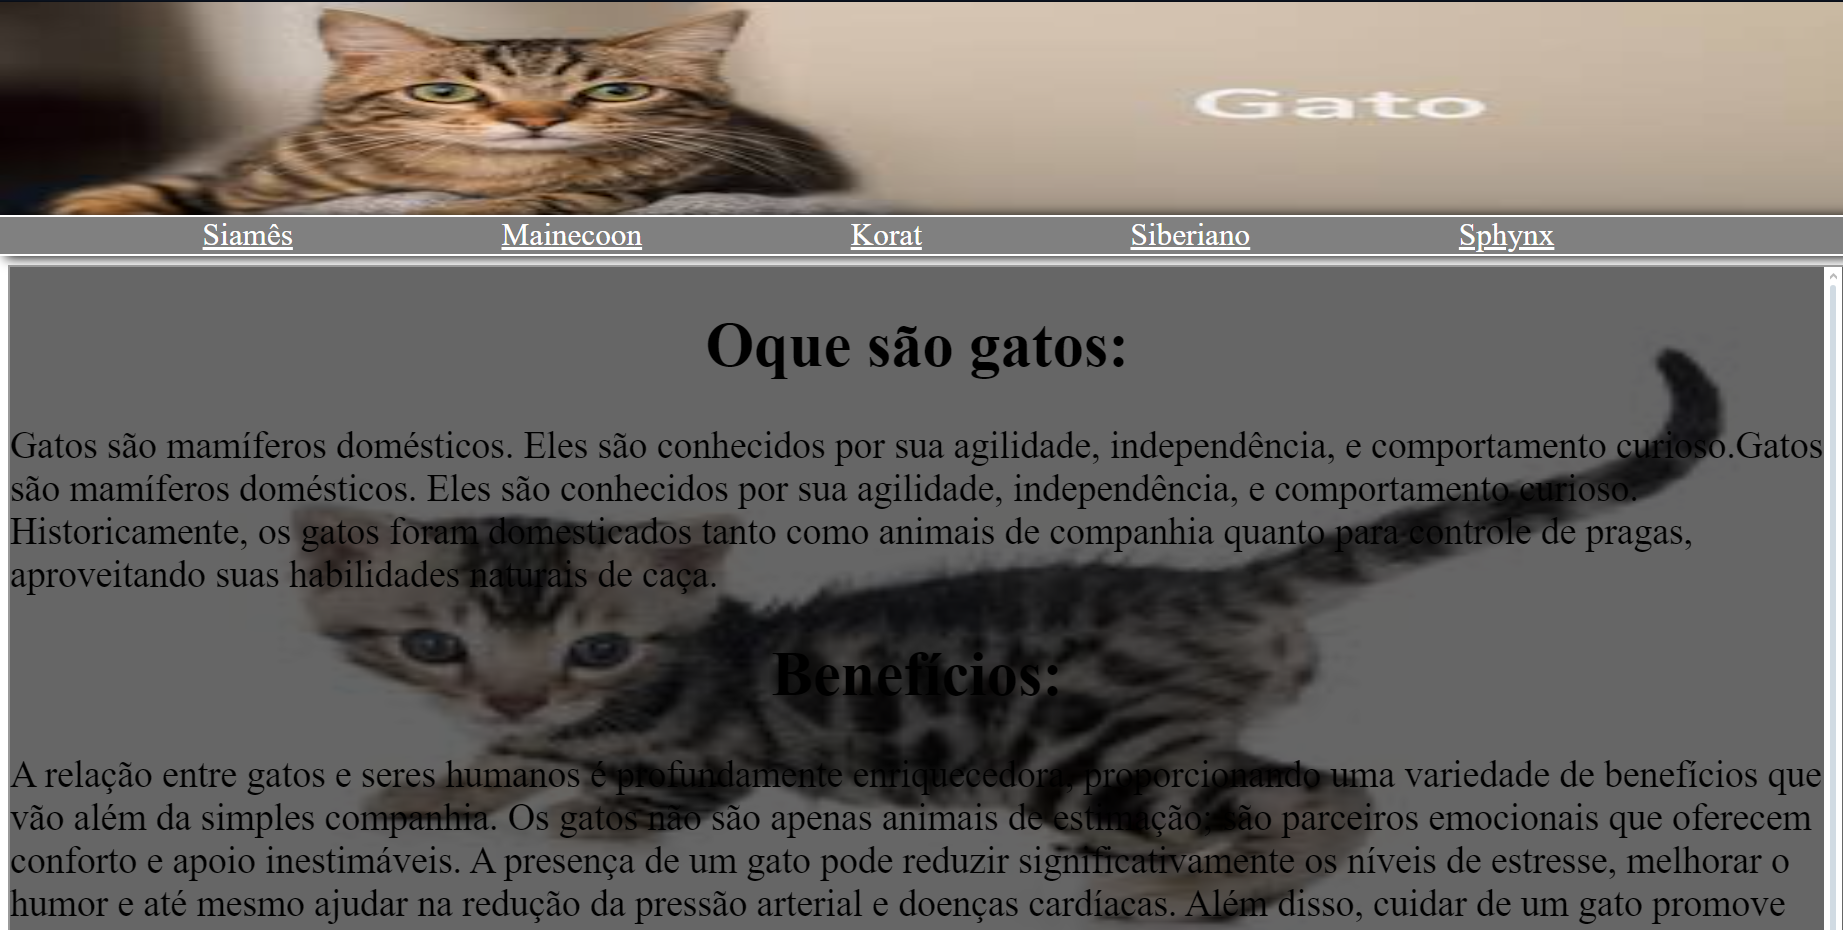 Gato
Siamês Mainecoon Korat Siberiano Sphynx
Oque são gatos:
Gatos são mamíferos domésticos. Eles são conhecidos por sua agilidade, independência, e comportamento curioso.Gatos
são mamíferos domésticos. Eles são conhecidos por sua agilidade, independência, e comportamento curioso.
Historicamente, os gatos foram domesticados tanto como animais de companhia quanto para controle de pragas,
aproveitando suas habilidades naturais de caça.
Benefícios:
A relação entre gatos e seres humanos é profundamente enriquecedora, proporcionando uma variedade de benefícios que
vão além da simples companhia. Os gatos não são apenas animais de estimação; são parceiros emocionais que oferecem
conforto e apoio inestimáveis. A presença de um gato pode reduzir significativamente os níveis de estresse, melhorar o
humor e até mesmo ajudar na redução da pressão arterial e doenças cardíacas. Além disso, cuidar de um gato promove